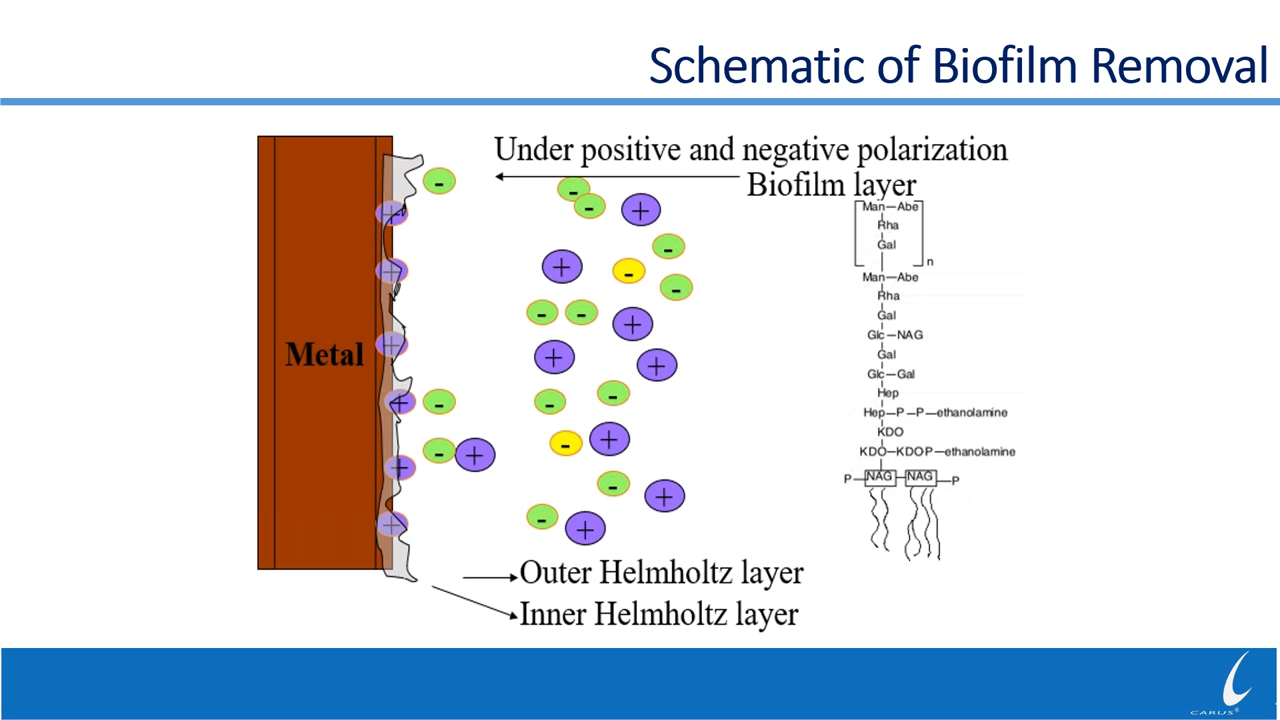 Schematic of Biofilm Removal
Under positive and negative polarization
Biofilm layer
Metal
Man—Abe
Rha
Gal
n
Man—Abe
Rha
Gal
Glc—NAG
Gal
Glc—Gal
Hep
Hep—P—P—ethanolamine
KDO
KDO—KDOP—ethanolamine
P—NAG—NAG—P
Outer Helmholtz layer
Inner Helmholtz layer
CARUS®